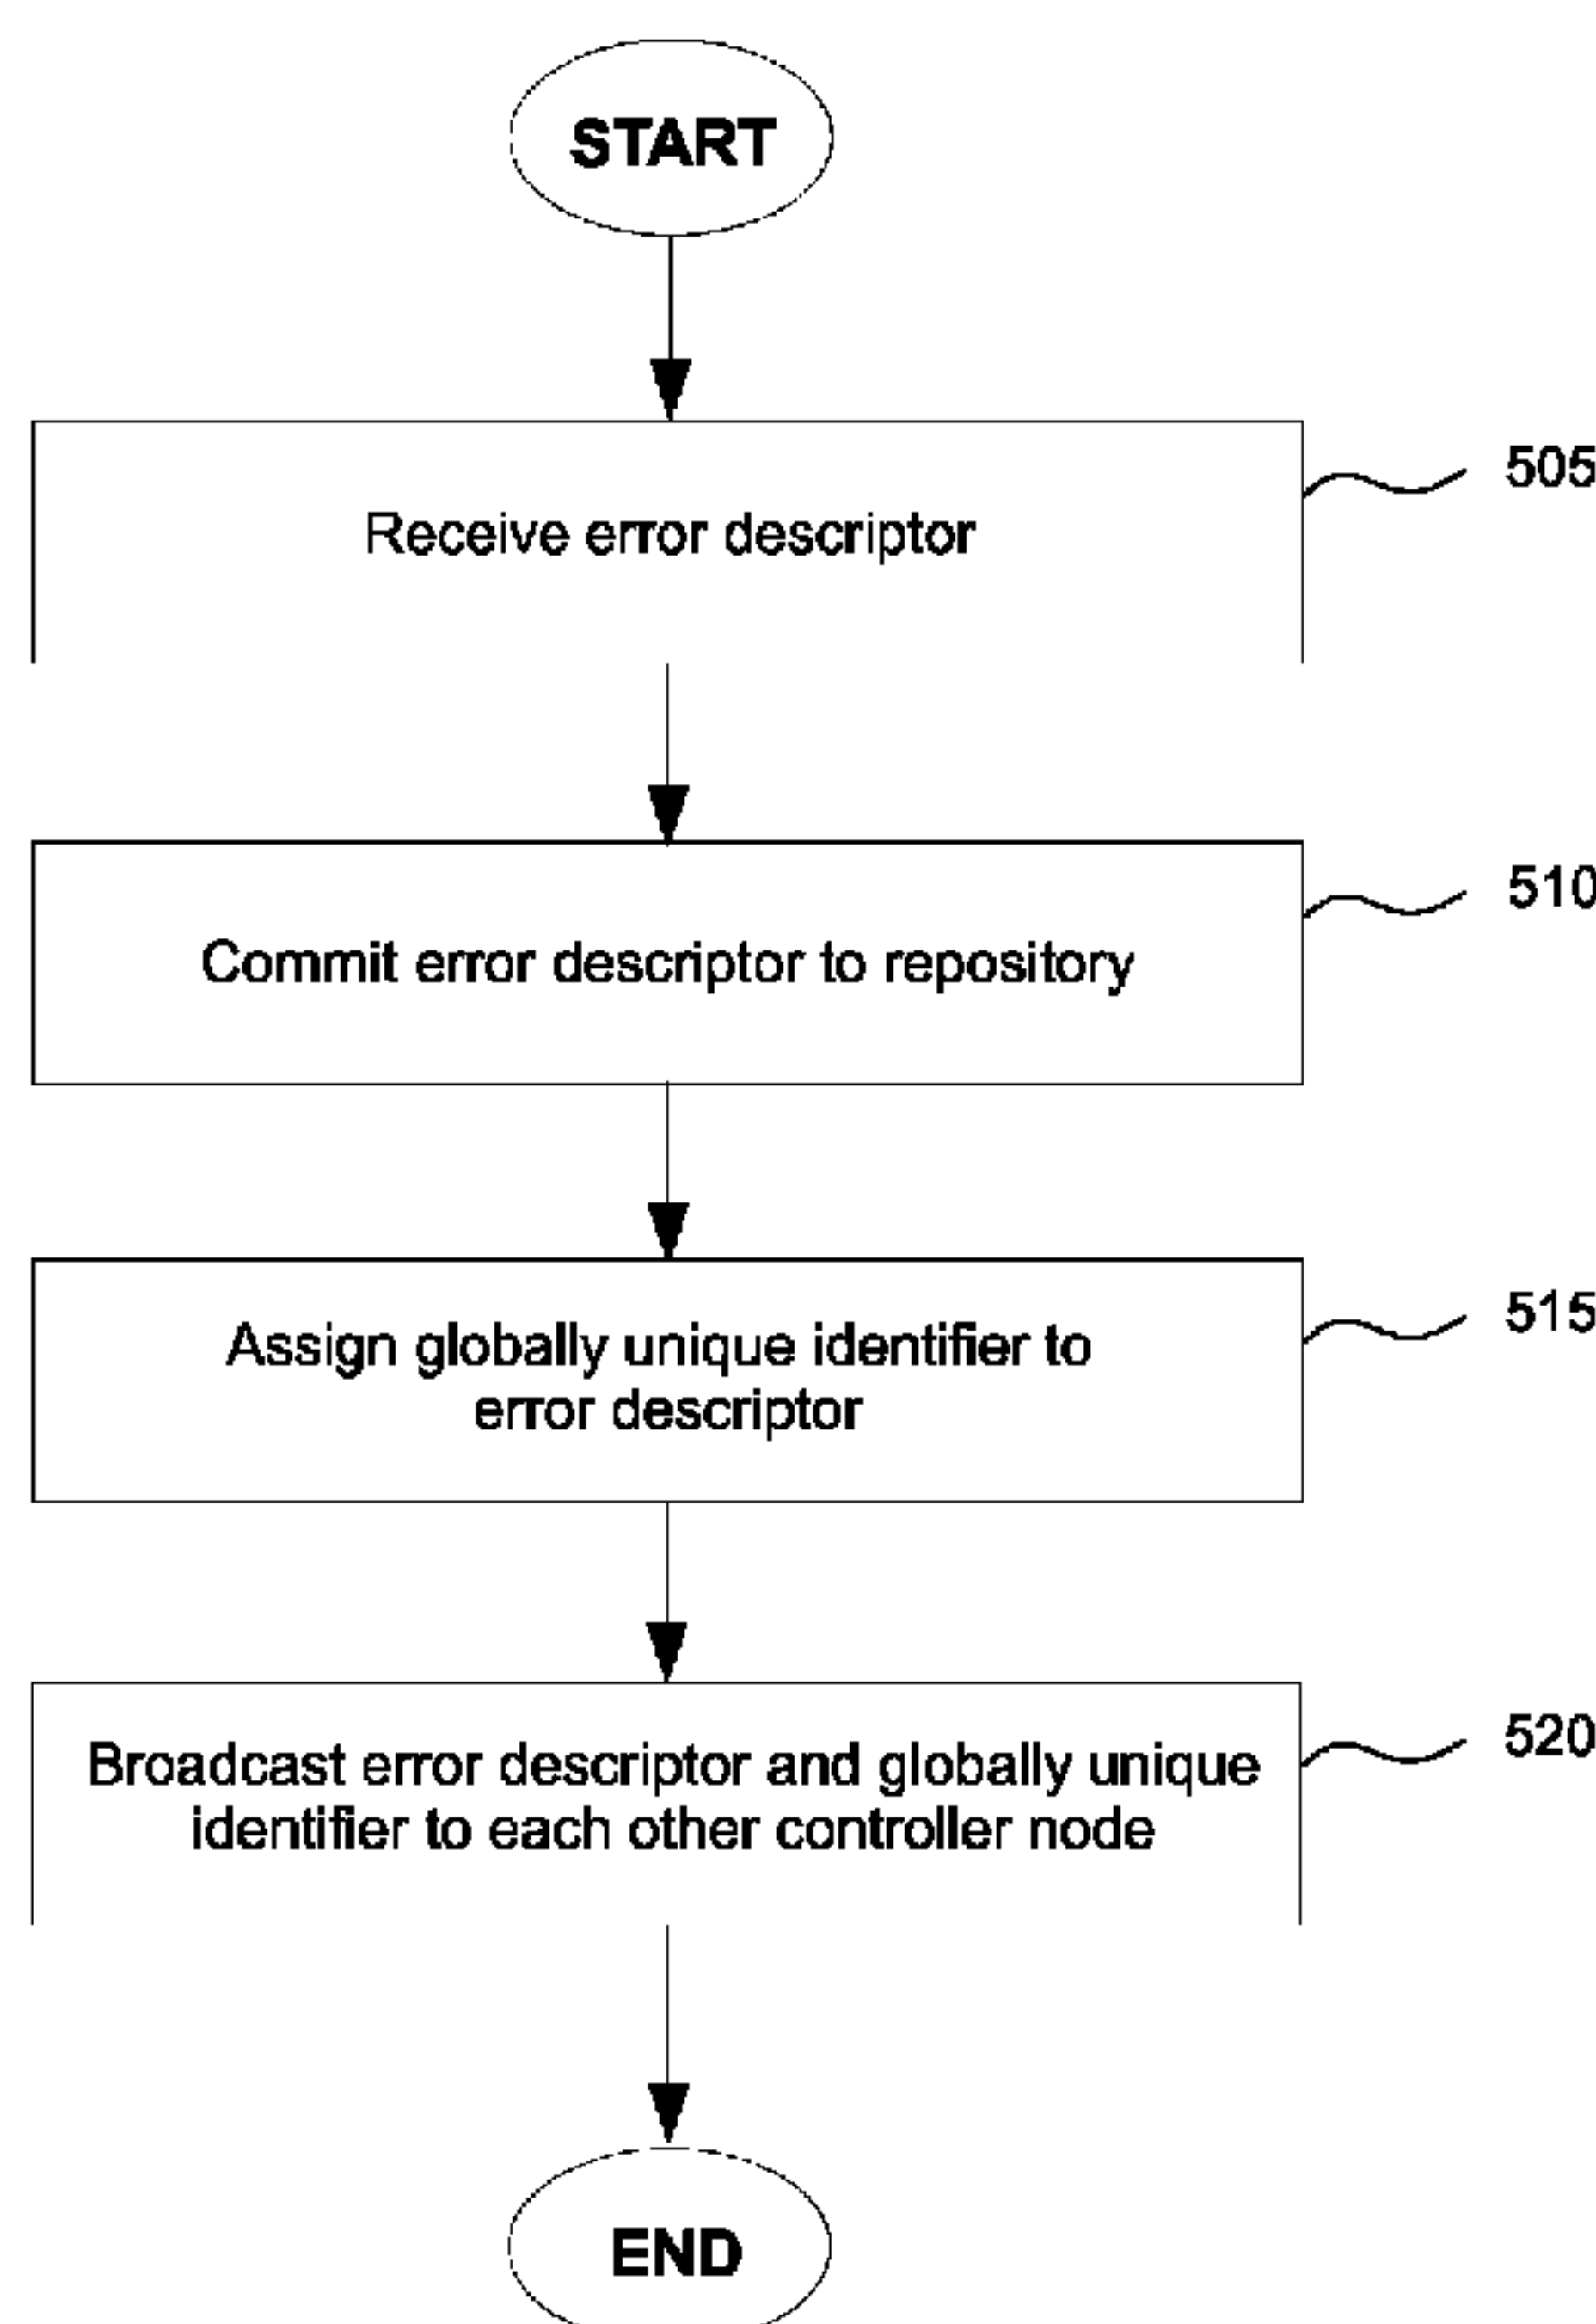 START
Receive error descriptor
505
Commit error descriptor to repository
510
Assign globally unique identifier to
error descriptor
515
Broadcast error descriptor and globally unique
identifier to each other controller node
520
END